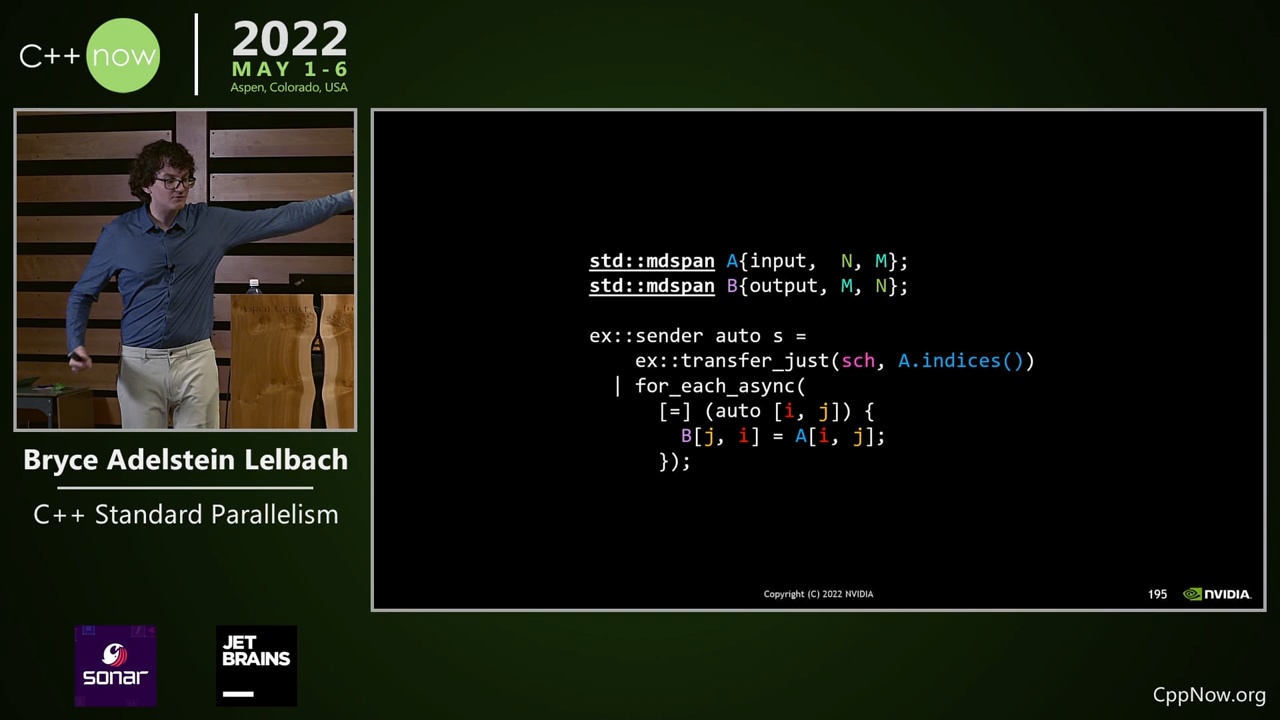 C++ now
2022
MAY 1-6
Aspen, Colorado, USA
Bryce Adelstein Lelbach
C++ Standard Parallelism
std::mdspan A{input,  N, M};
std::mdspan B{output, M, N};
ex::sender auto s =
    ex::transfer_just(sch, A.indices())
  | for_each_async(
      [=] (auto [i, j]) {
        B[j, i] = A[i, j];
      });
Copyright (C) 2022 NVIDIA
195
NVIDIA.
sonar
JET
BRAINS
CppNow.org